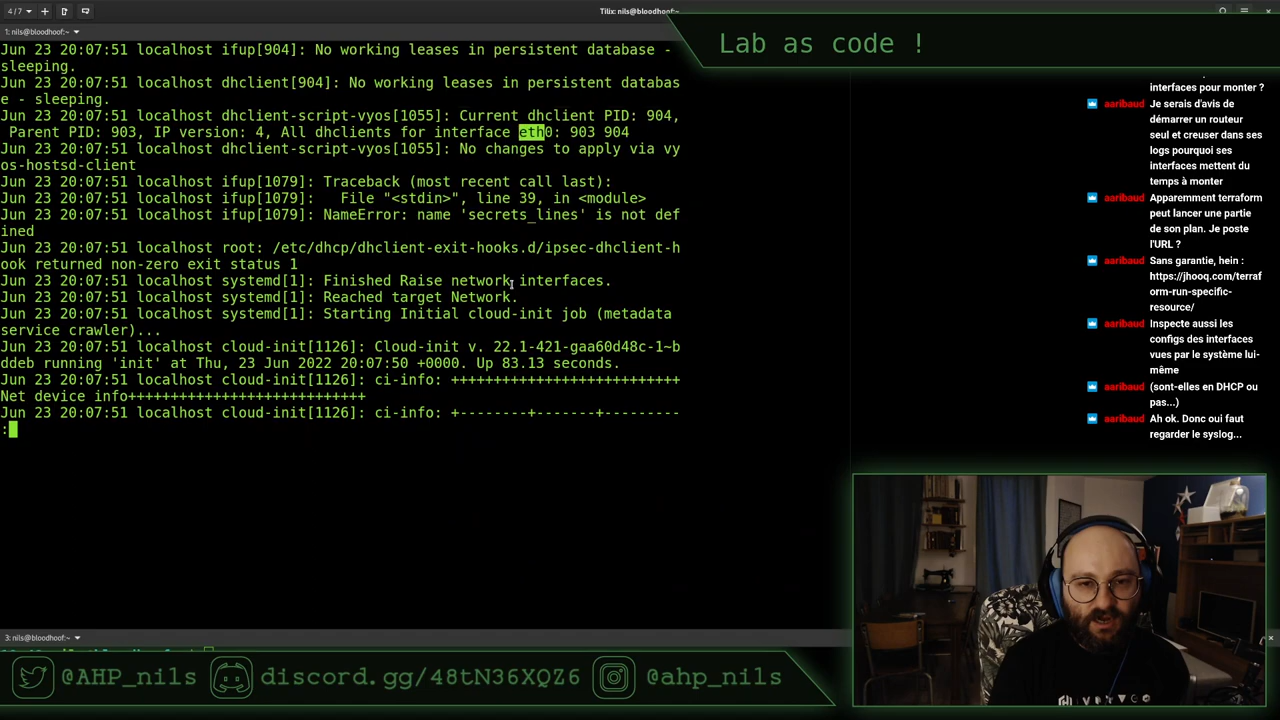 4/7
Tilix: nils@bloodhoof:~
1: nils@bloodhoof:~
Lab as code !
Jun 23 20:07:51 localhost ifup[904]: No working leases in persistent database -
sleeping.
Jun 23 20:07:51 localhost dhclient[904]: No working leases in persistent databas
e - sleeping.
Jun 23 20:07:51 localhost dhclient-script-vyos[1055]: Current dhclient PID: 904,
 Parent PID: 903, IP version: 4, All dhclients for interface eth0: 903 904
Jun 23 20:07:51 localhost dhclient-script-vyos[1055]: No changes to apply via vy
os-hostsd-client
Jun 23 20:07:51 localhost ifup[1079]: Traceback (most recent call last):
Jun 23 20:07:51 localhost ifup[1079]:   File "<stdin>", line 39, in <module>
Jun 23 20:07:51 localhost ifup[1079]: NameError: name 'secrets_lines' is not def
ined
Jun 23 20:07:51 localhost root: /etc/dhcp/dhclient-exit-hooks.d/ipsec-dhclient-h
ook returned non-zero exit status 1
Jun 23 20:07:51 localhost systemd[1]: Finished Raise network interfaces.
Jun 23 20:07:51 localhost systemd[1]: Reached target Network.
Jun 23 20:07:51 localhost systemd[1]: Starting Initial cloud-init job (metadata
service crawler)...
Jun 23 20:07:51 localhost cloud-init[1126]: Cloud-init v. 22.1-421-gaa60d48c-1~b
ddeb running 'init' at Thu, 23 Jun 2022 20:07:50 +0000. Up 83.13 seconds.
Jun 23 20:07:51 localhost cloud-init[1126]: ci-info: +++++++++++++++++++++++++++
Net device info++++++++++++++++++++++++++++
Jun 23 20:07:51 localhost cloud-init[1126]: ci-info: +--------+-------+---------
:
interfaces pour monter ?
aaribaud Je serais d'avis de
démarrer un routeur
seul et creuser dans ses
logs pourquoi ses
interfaces mettent du
temps à monter
aaribaud Apparemment terraform
peut lancer une partie
de son plan. Je poste
l'URL ?
aaribaud Sans garantie, hein :
https://jhooq.com/terraf
orm-run-specific-
resource/
aaribaud Inspecte aussi les
configs des interfaces
vues par le système lui-
même
aaribaud (sont-elles en DHCP ou
pas...)
aaribaud Ah ok. Donc oui faut
regarder le syslog...
3: nils@bloodhoof:~
@AHP_nils
discord.gg/48tN36XQZ6
@ahp_nils